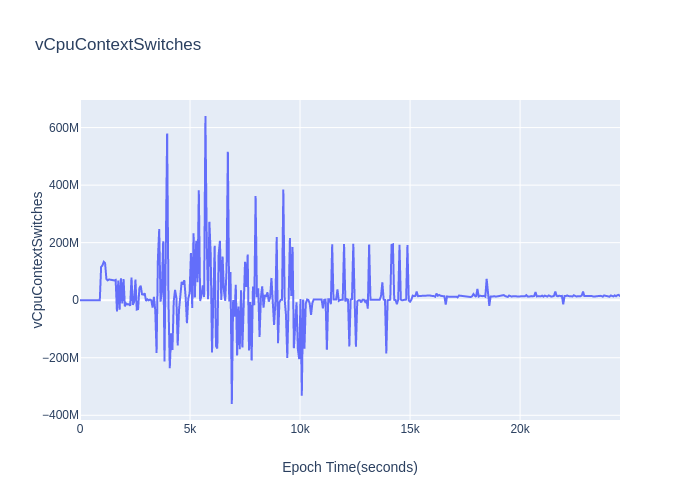 vCpuContextSwitches
600M
400M
200M
0
−200M
−400M
vCpuContextSwitches
0
5k
10k
15k
20k
Epoch Time(seconds)